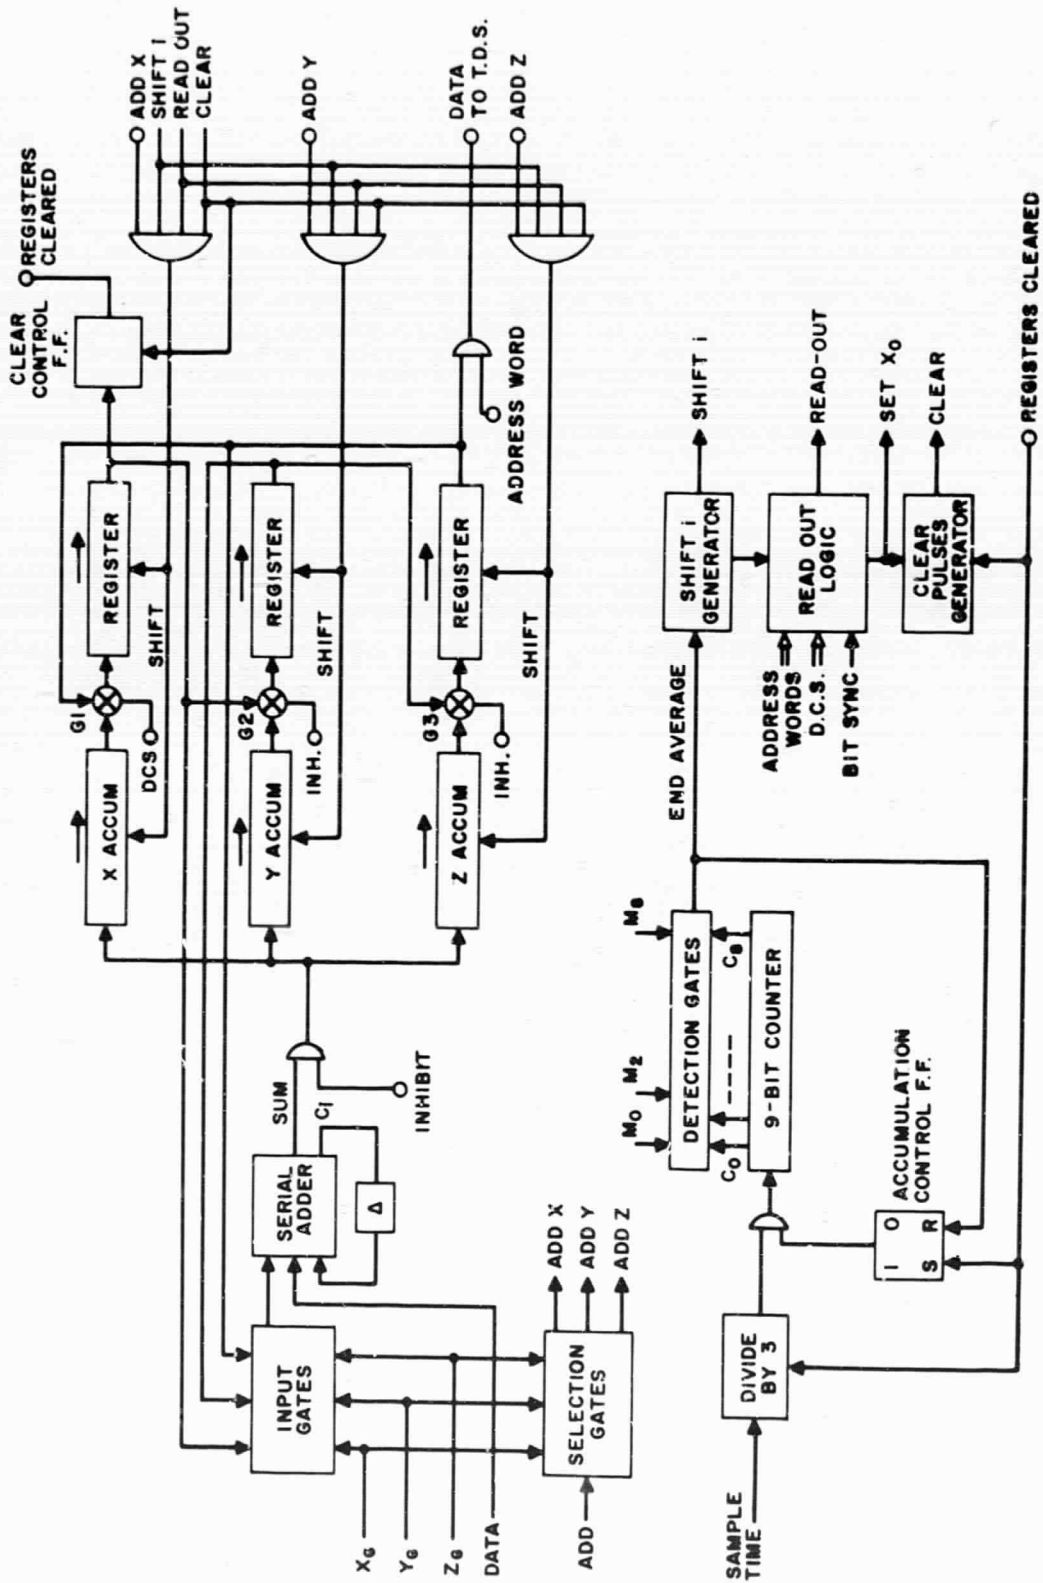 CLEAR
CONTROL
F.F.
REGISTERS
CLEARED
ADD X
SHIFT i
READ OUT
CLEAR
ADD Y
DATA
TO T.D.S.
ADD Z
G1
X ACCUM
REGISTER
DCS
SHIFT
G2
Y ACCUM
REGISTER
INH.
SHIFT
G3
Z ACCUM
REGISTER
INH.
SHIFT
ADDRESS WORD
INPUT
GATES
SERIAL
ADDER
SUM
Ci
Δ
INHIBIT
XG
YG
ZG
DATA
ADD
SELECTION
GATES
ADD X
ADD Y
ADD Z
M0
M2
M8
DETECTION GATES
C0
C8
9-BIT COUNTER
END AVERAGE
SHIFT i
GENERATOR
SHIFT i
ADDRESS
WORDS
D.C.S.
BIT SYNC
READ OUT
LOGIC
READ-OUT
SET X0
CLEAR
PULSES
GENERATOR
CLEAR
SAMPLE
TIME
DIVIDE
BY 3
1 0
S R
ACCUMULATION
CONTROL F.F.
REGISTERS CLEARED